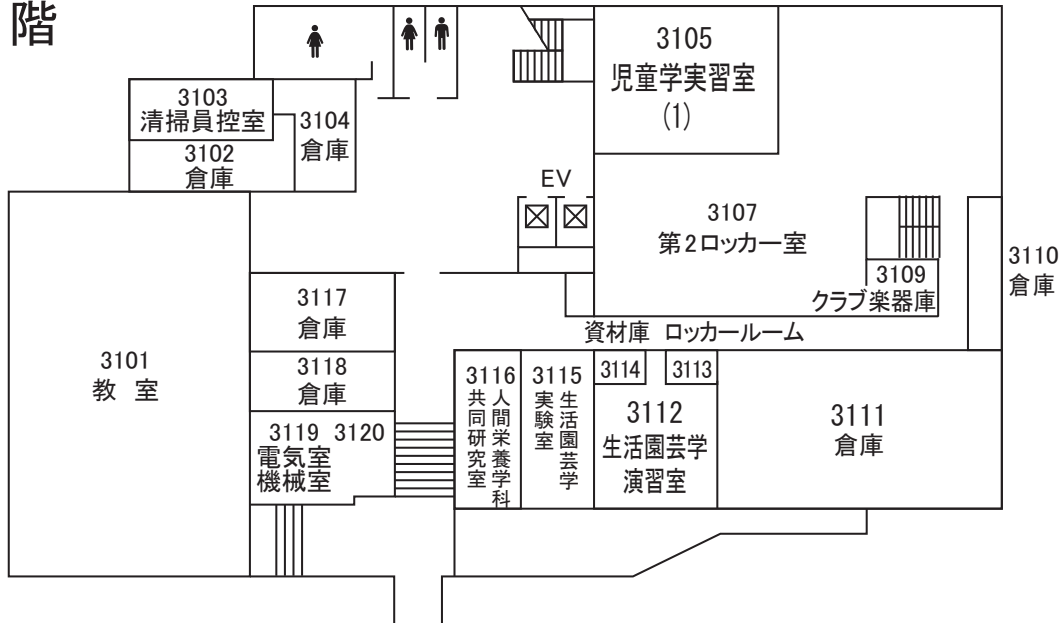 階
3105
児童学実習室
(1)
3103
清掃員控室
3104
倉庫
3102
倉庫
EV
3107
第2ロッカー室
3110
倉庫
3109
クラブ楽器庫
3117
倉庫
資材庫 ロッカールーム
3101
教 室
3118
倉庫
3116
人間栄養学科
共同研究室
3115
生活園芸学
実験室
3114
3113
3112
生活園芸学
演習室
3111
倉庫
3119 3120
電気室
機械室